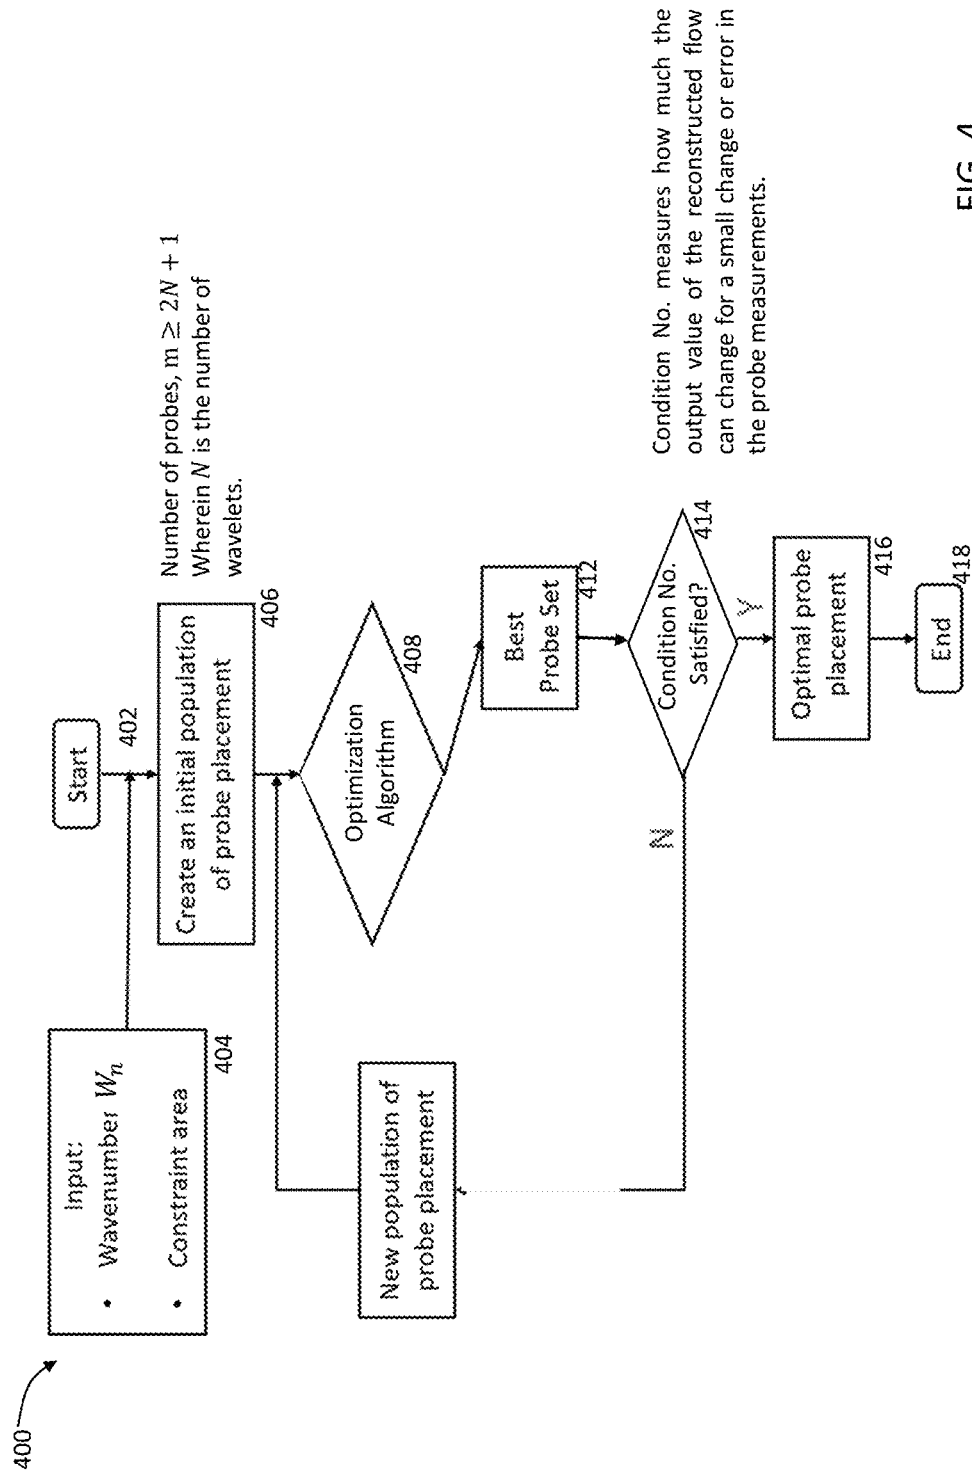 400
Input:
• Wavenumber Wₙ
• Constraint area
404
Start
402
Create an initial population
of probe placement
406
Number of probes, m ≥ 2N + 1
Wherein N is the number of
wavelets.
Optimization
Algorithm
408
New population of
probe placement
Best
Probe Set
412
Condition No.
Satisfied?
414
N
Y
Condition No. measures how much the
output value of the reconstructed flow
can change for a small change or error in
the probe measurements.
Optimal probe
placement
416
End
418
FIG. 4